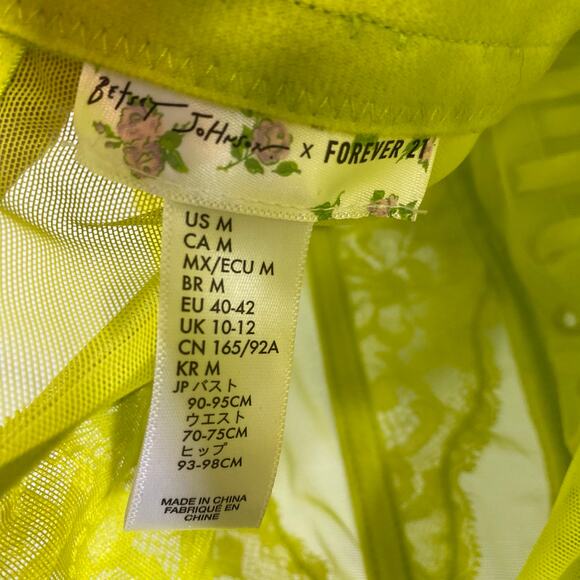 Betsey Johnson x FOREVER 21
US M
CA M
MX/ECU M
BR M
EU 40-42
UK 10-12
CN 165/92A
KR M
JP バスト
90-95CM
ウエスト
70-75CM
ヒップ
93-98CM
MADE IN CHINA
FABRIQUÉ EN
CHINE